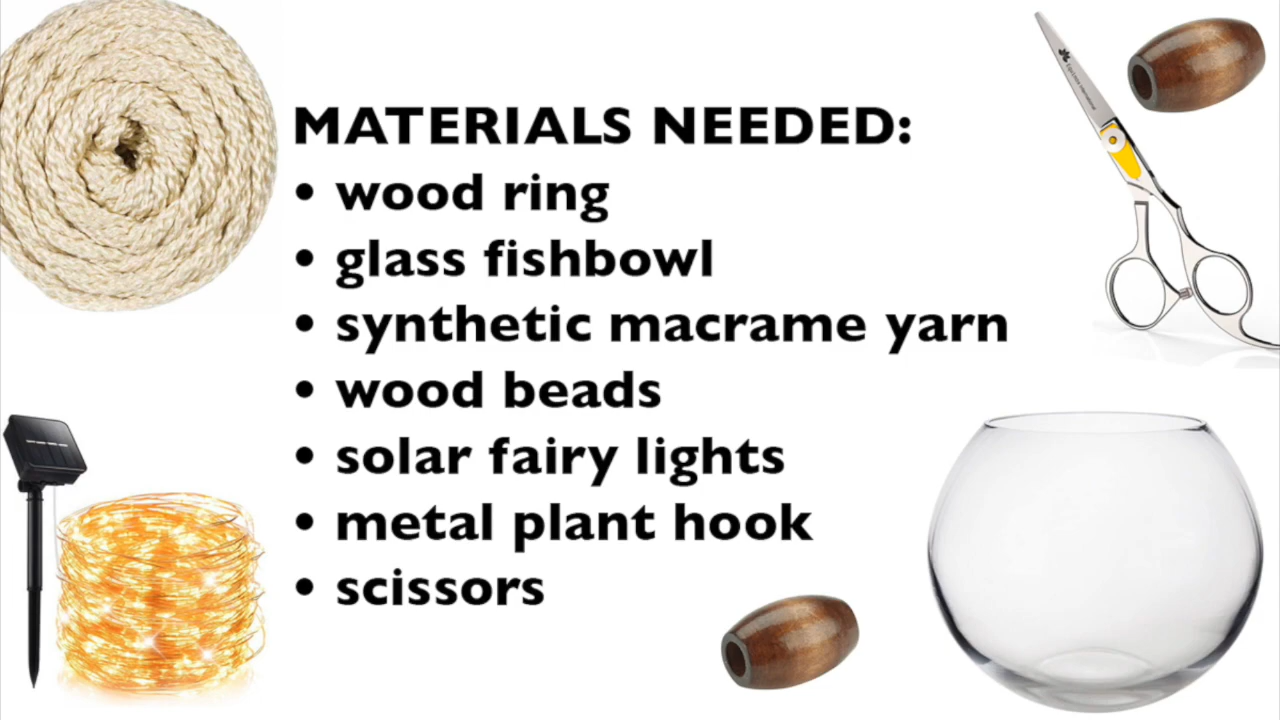 MATERIALS NEEDED:
• wood ring
• glass fishbowl
• synthetic macrame yarn
• wood beads
• solar fairy lights
• metal plant hook
• scissors